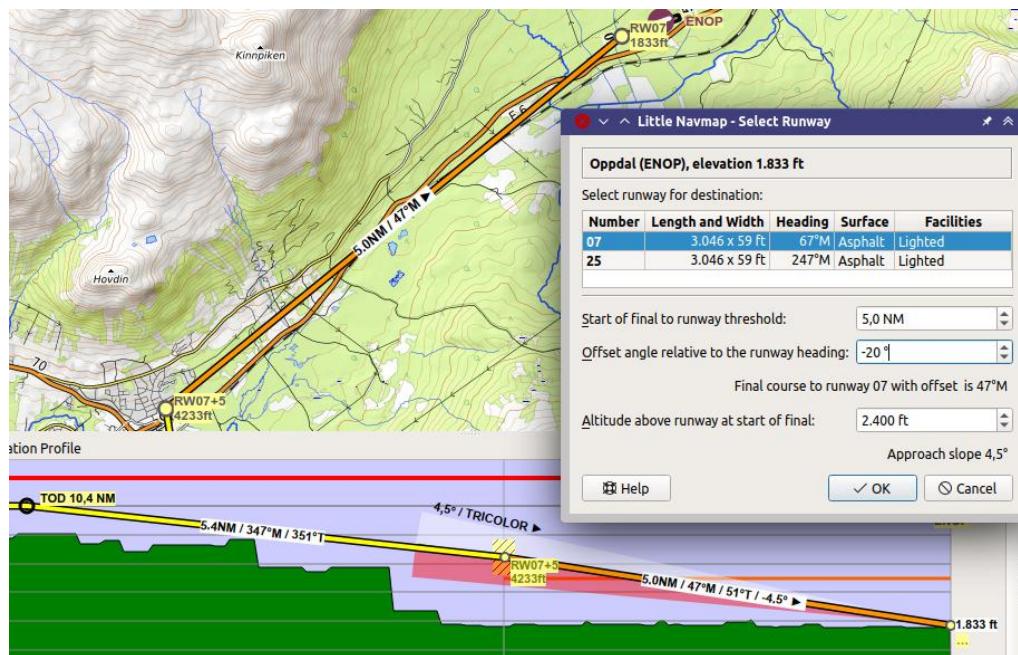 Kinnpiken
ENOP
RW07
1833ft
E 6
5.0NM / 47°M ►
Hovdin
70
RW07+5
4233ft
Little Navmap - Select Runway
Oppdal (ENOP), elevation 1.833 ft
Select runway for destination:
Number Length and Width Heading Surface Facilities
07 3.046 x 59 ft 67°M Asphalt Lighted
25 3.046 x 59 ft 247°M Asphalt Lighted
Start of final to runway threshold: 5,0 NM
Offset angle relative to the runway heading: -20 °
Final course to runway 07 with offset  is 47°M
Altitude above runway at start of final: 2.400 ft
Approach slope 4,5°
Help OK Cancel
ation Profile
TOD 10,4 NM
4,5° / TRICOLOR ►
5.4NM / 347°M / 351°T
RW07+5
4233ft
5.0NM / 47°M / 51°T / -4.5° ►
1.833 ft
...